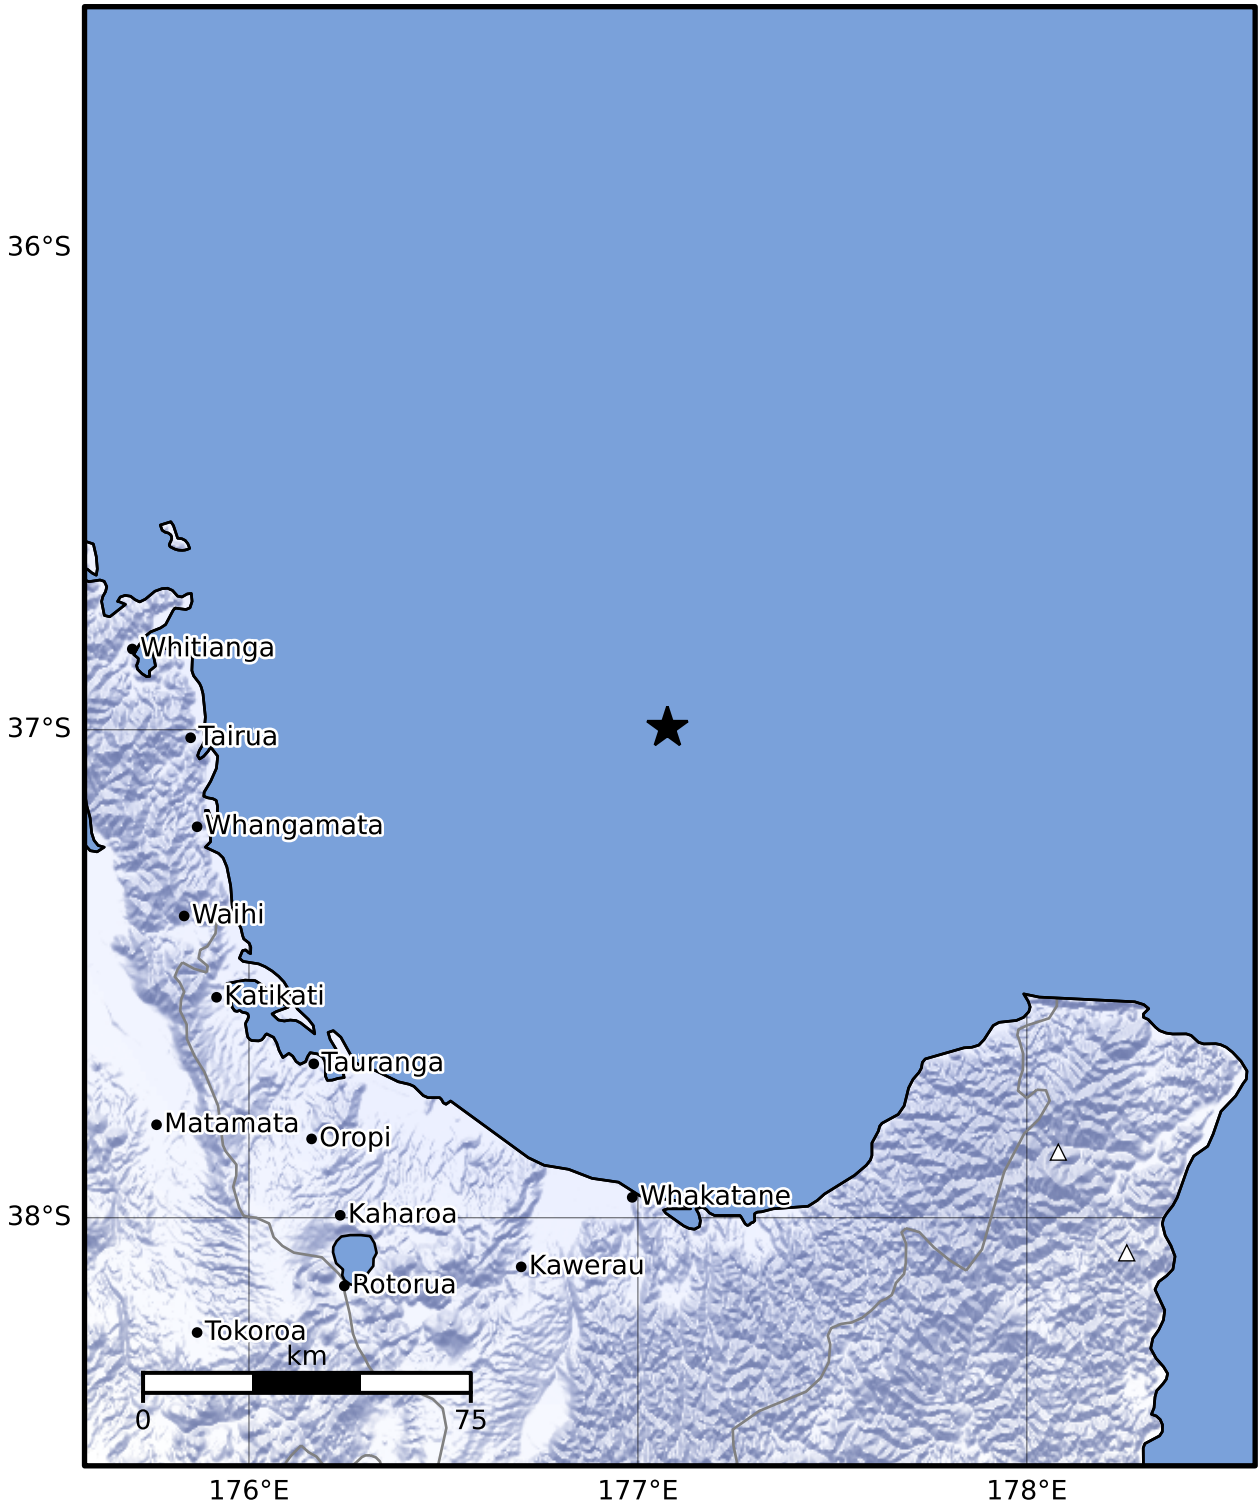 36°S
Whitianga
37°S
Tairua
Whangamata
Waihi
Katikati
Tauranga
Matamata
Oropi
Whakatane
38°S
Kaharoa
Kawerau
Rotorua
Tokoroa
km
0 75
176°E 177°E 178°E